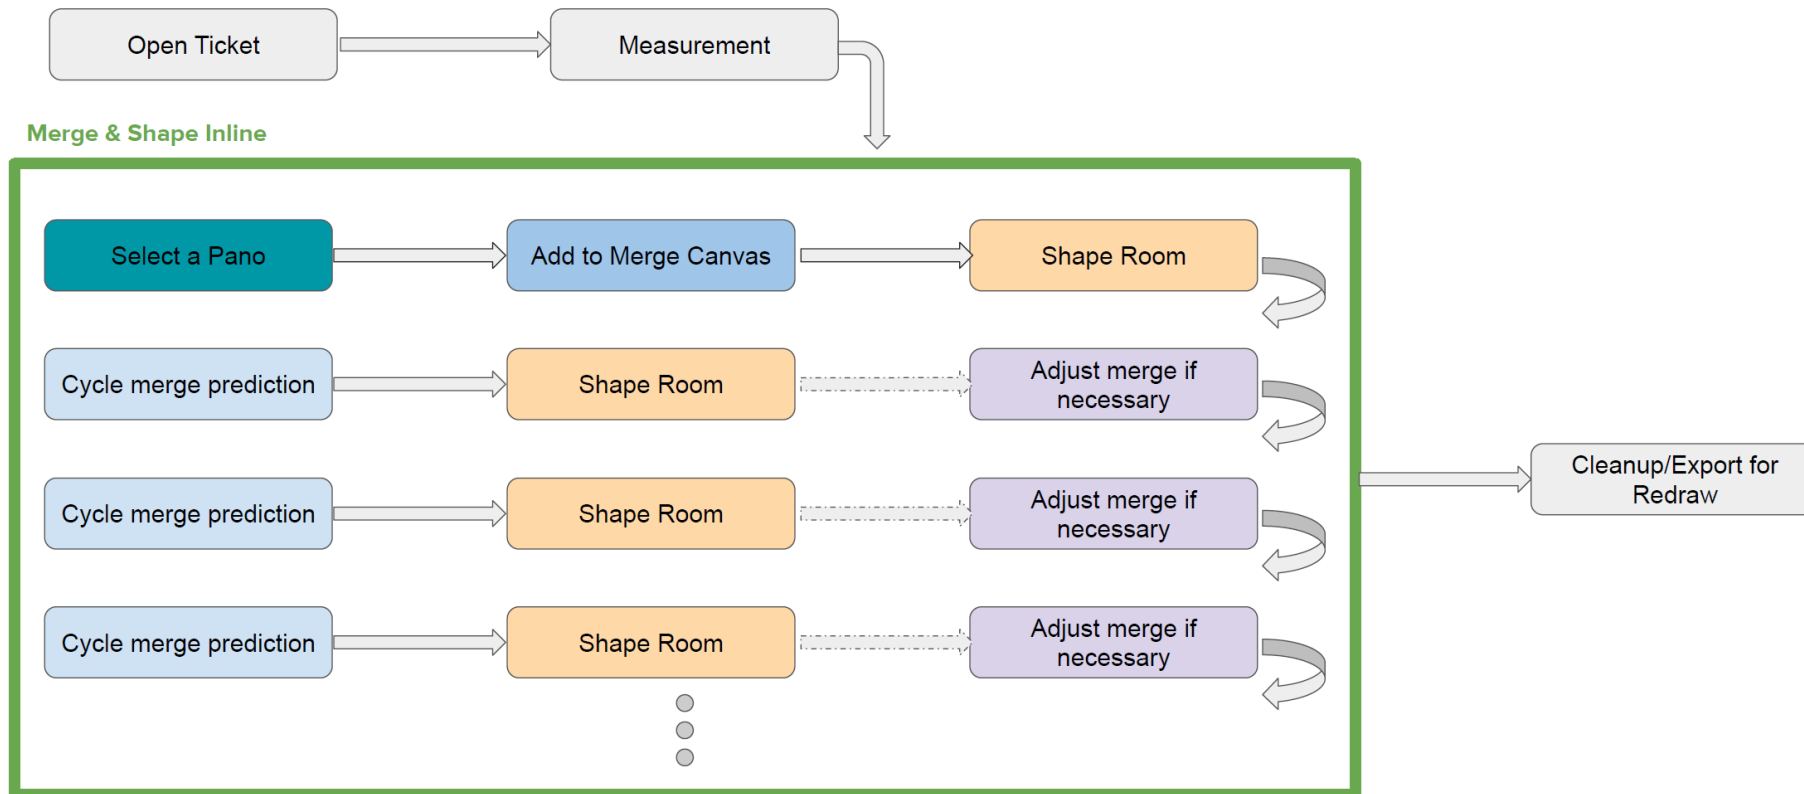 Open Ticket
Measurement
Merge & Shape Inline
Select a Pano
Add to Merge Canvas
Shape Room
Cycle merge prediction
Shape Room
Adjust merge if
necessary
Cycle merge prediction
Shape Room
Adjust merge if
necessary
Cycle merge prediction
Shape Room
Adjust merge if
necessary
Cleanup/Export for
Redraw